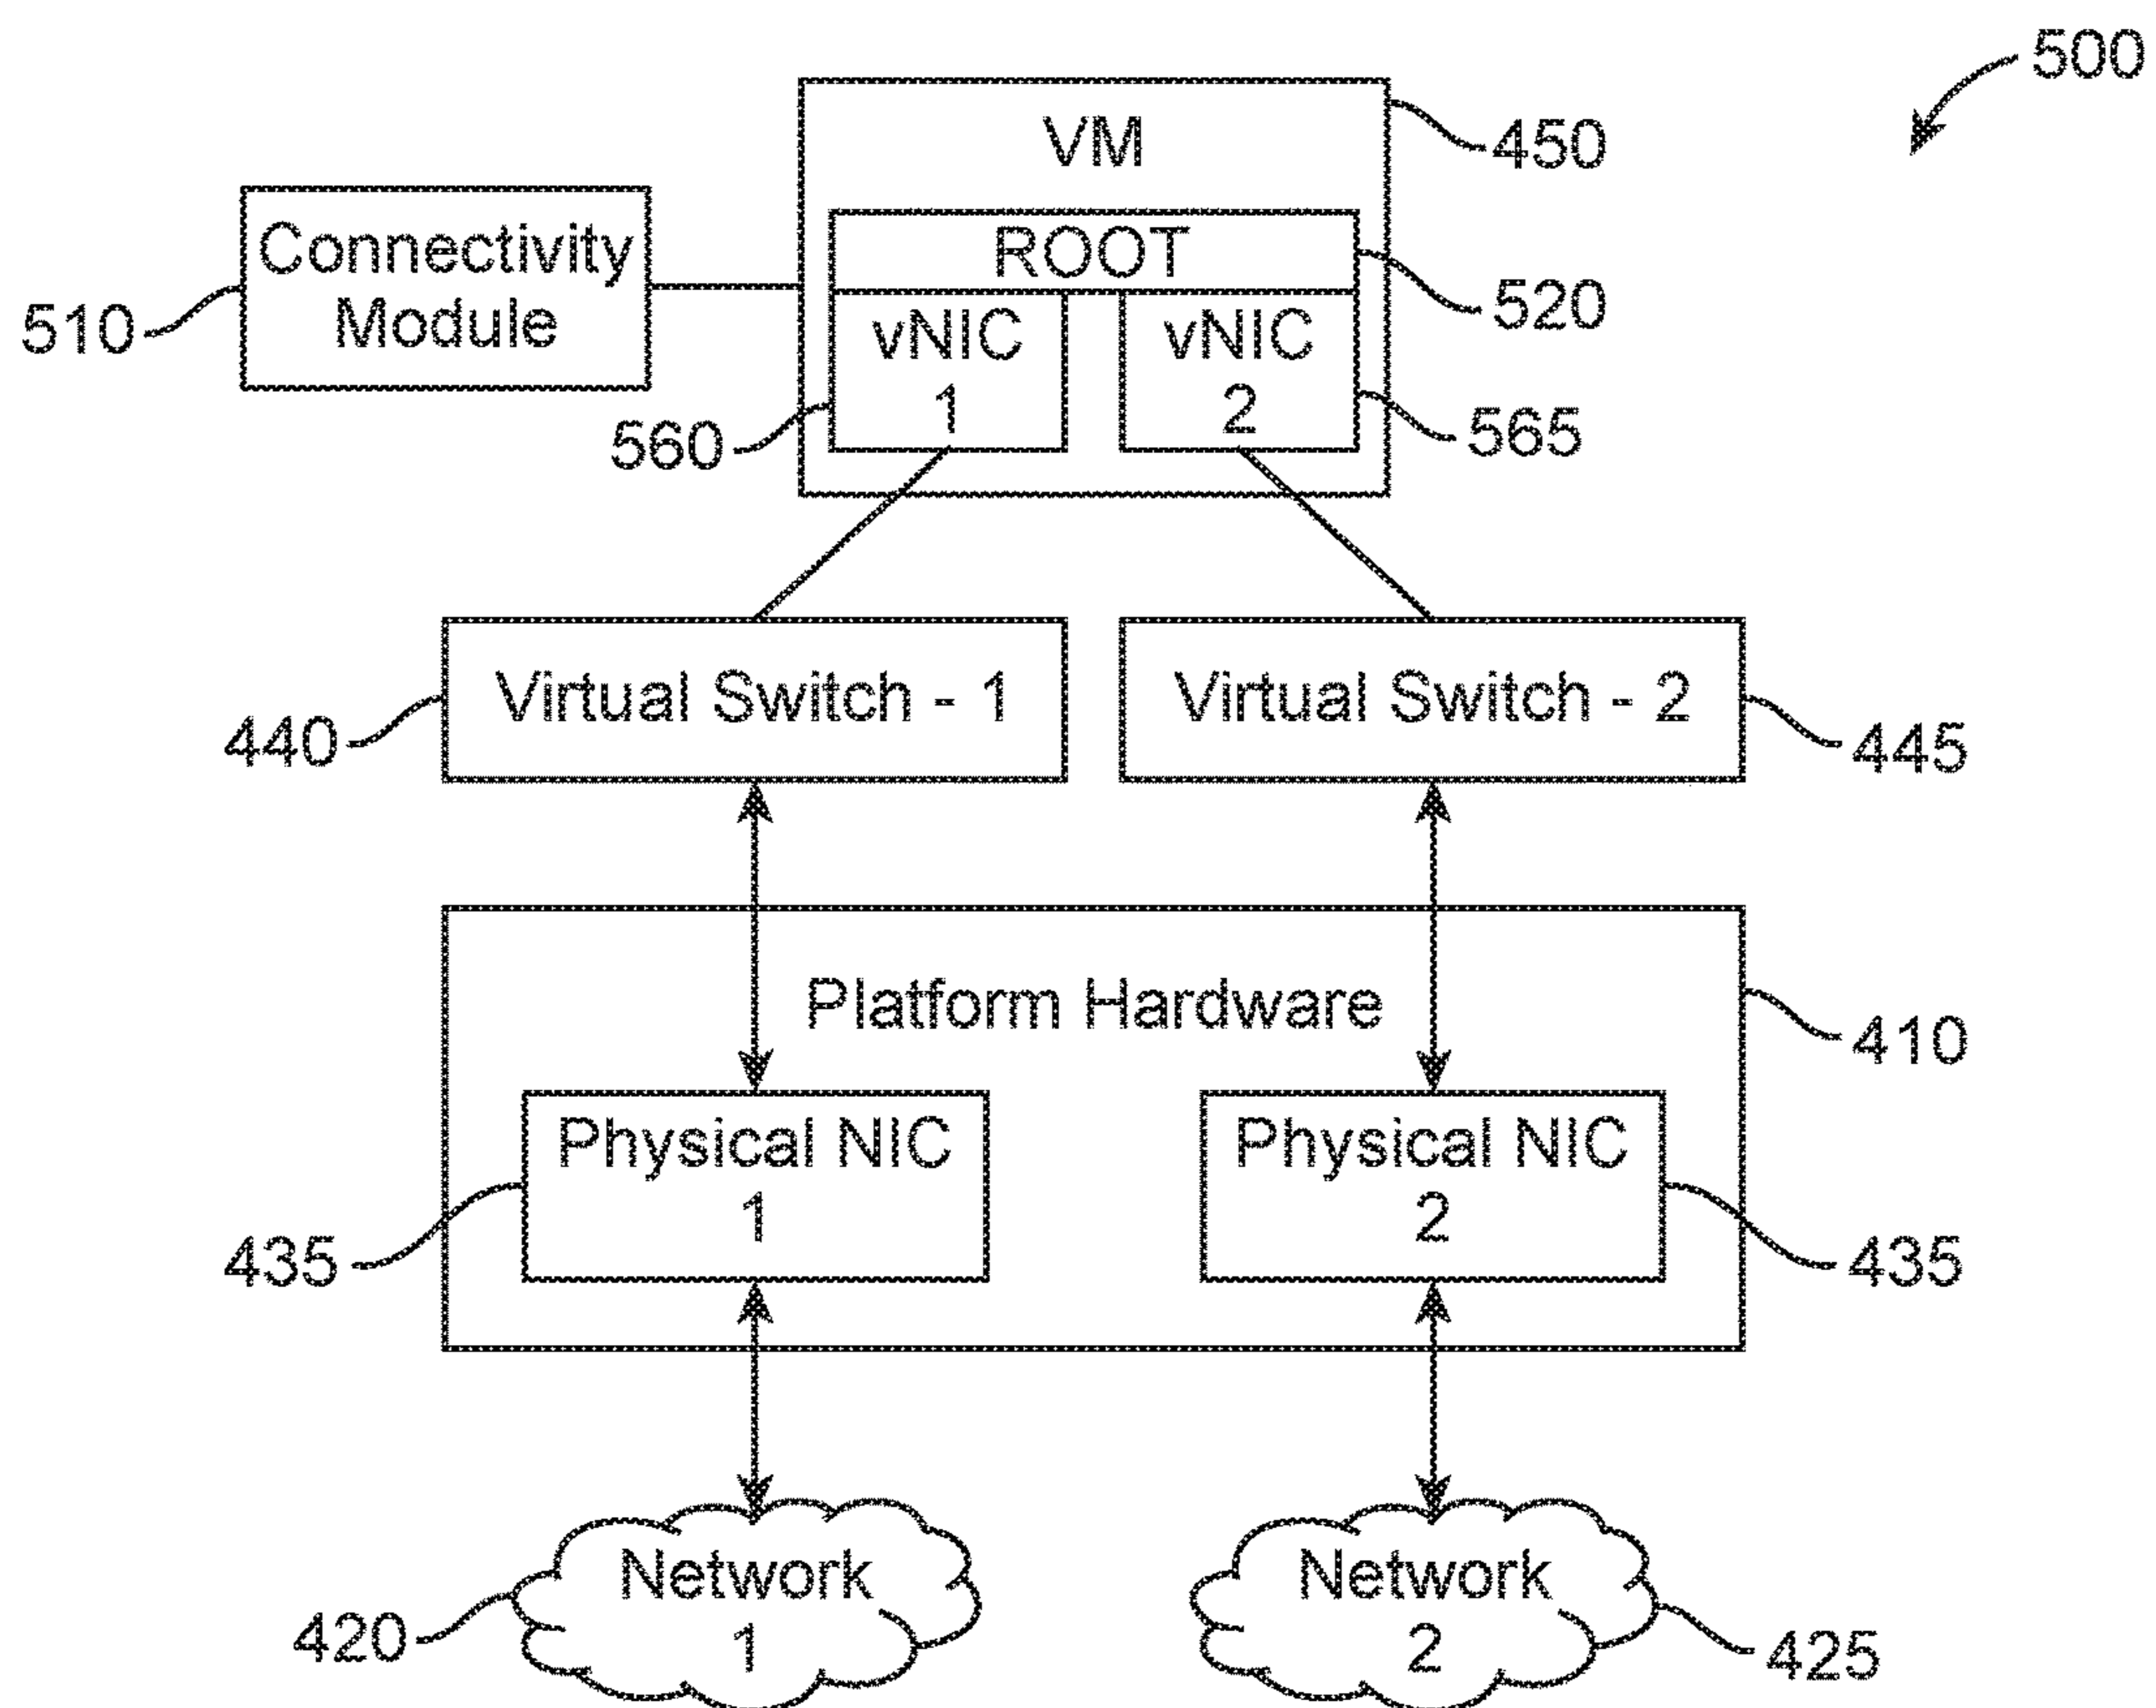 500
VM
450
Connectivity
Module
510
ROOT
520
vNIC
1
560
vNIC
2
565
Virtual Switch - 1
440
Virtual Switch - 2
445
Platform Hardware
410
Physical NIC
1
435
Physical NIC
2
435
Network
1
420
Network
2
425